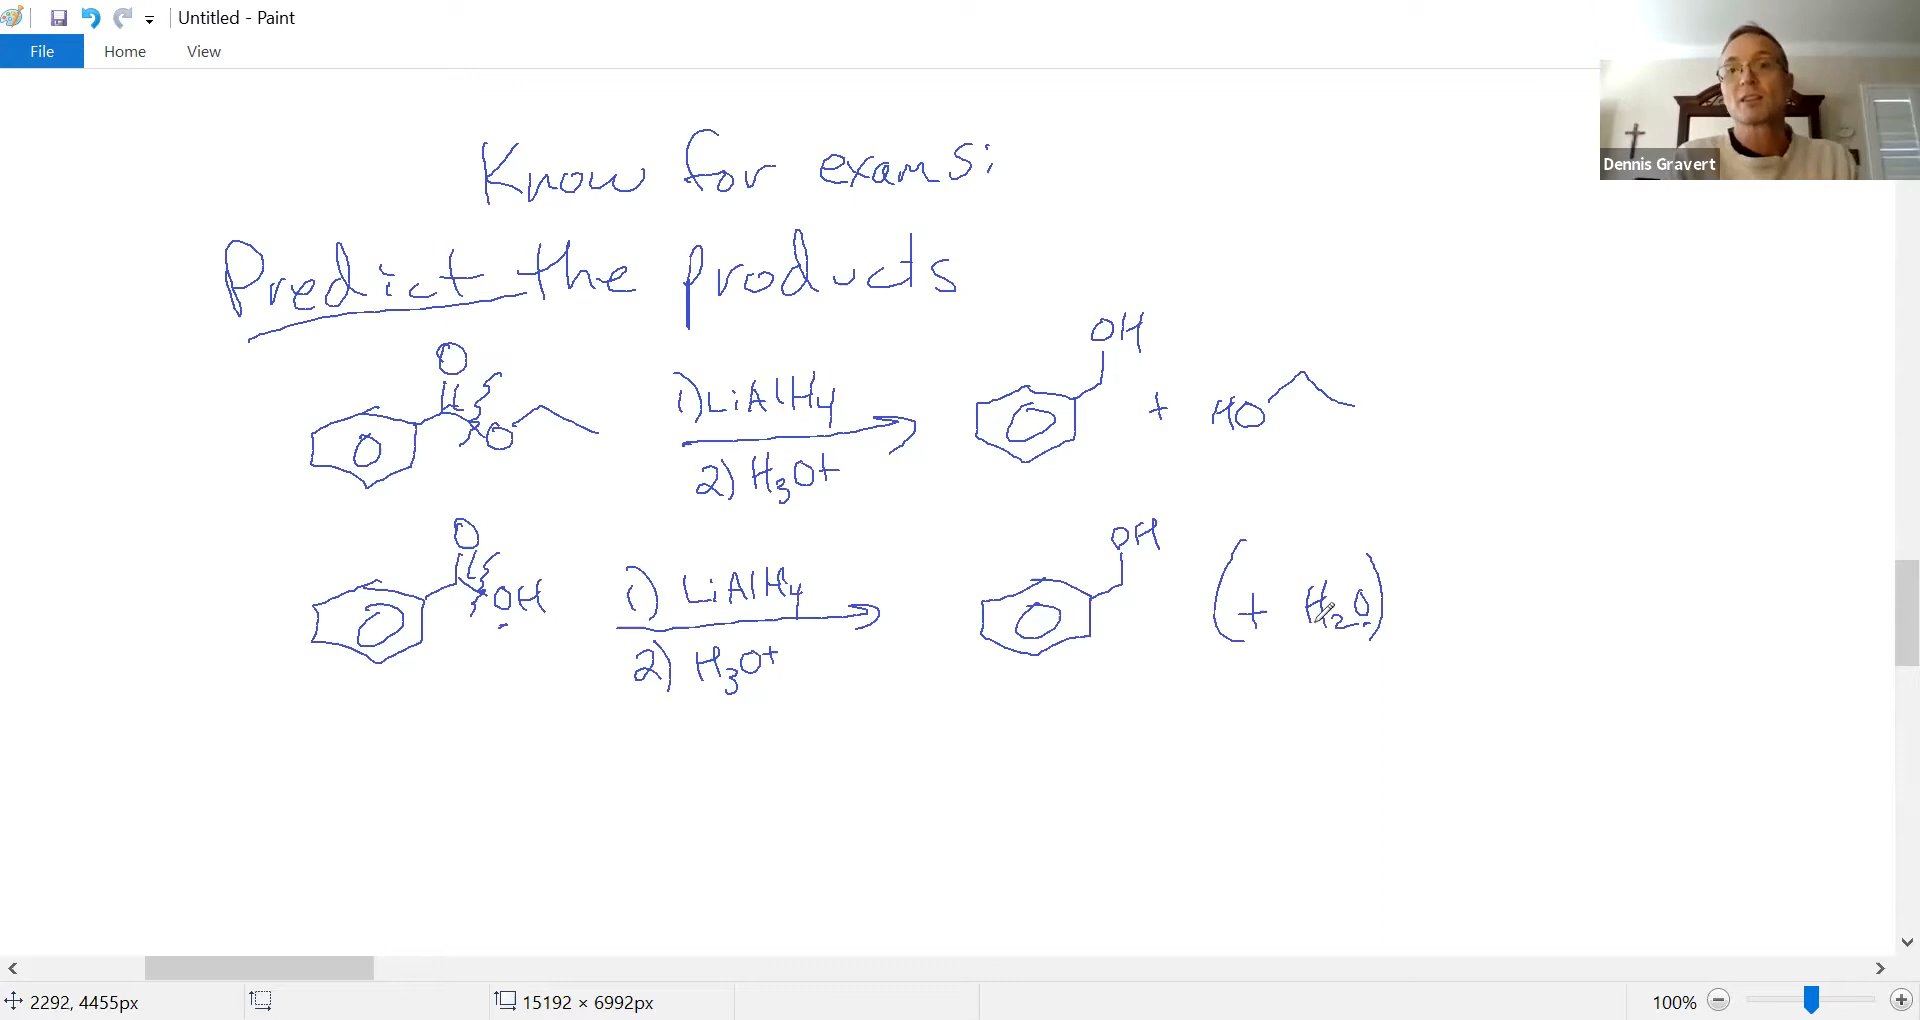 Untitled - Paint
File Home View
Dennis Gravert
Know for exams:
Predict the products
O
O
1) LiAlH4
2) H3O+
OH
+ HO
O
OH
1) LiAlH4
2) H3O+
OH
(+ H2O)
2292, 4455px
15192 × 6992px
100%